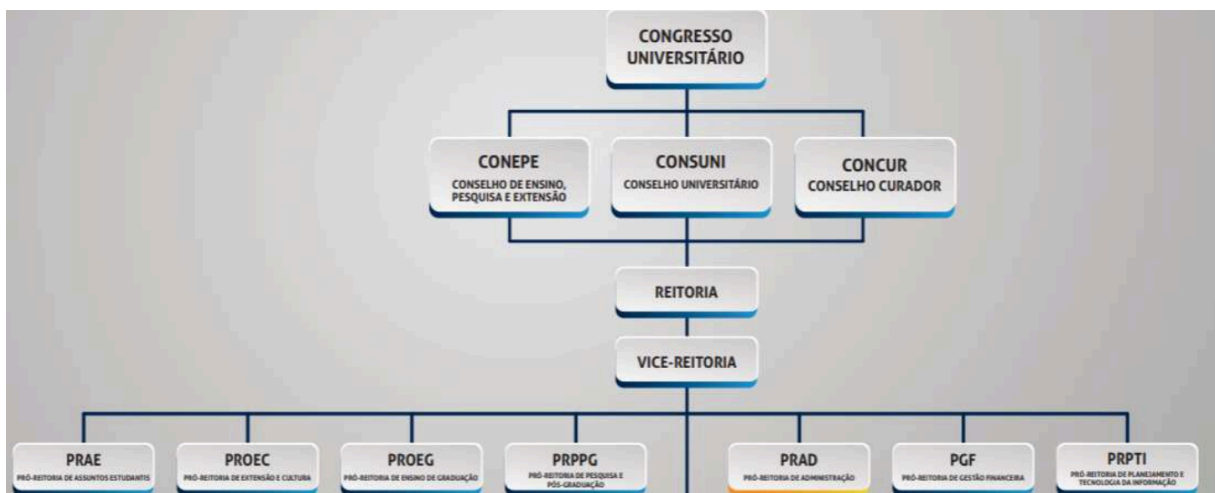 CONGRESSO
UNIVERSITÁRIO
CONEPE
CONSELHO DE ENSINO,
PESQUISA E EXTENSÃO
CONSUNI
CONSELHO UNIVERSITÁRIO
CONCUR
CONSELHO CURADOR
REITORIA
VICE-REITORIA
PRAE
PRÓ-REITORIA DE ASSUNTOS ESTUDANTIS
PROEC
PRÓ-REITORIA DE EXTENSÃO E CULTURA
PROEG
PRÓ-REITORIA DE ENSINO DE GRADUAÇÃO
PRPPG
PRÓ-REITORIA DE PESQUISA E
PÓS-GRADUAÇÃO
PRAD
PRÓ-REITORIA DE ADMINISTRAÇÃO
PGF
PRÓ-REITORIA DE GESTÃO FINANCEIRA
PRPTI
PRÓ-REITORIA DE PLANEJAMENTO E
TECNOLOGIA DA INFORMAÇÃO